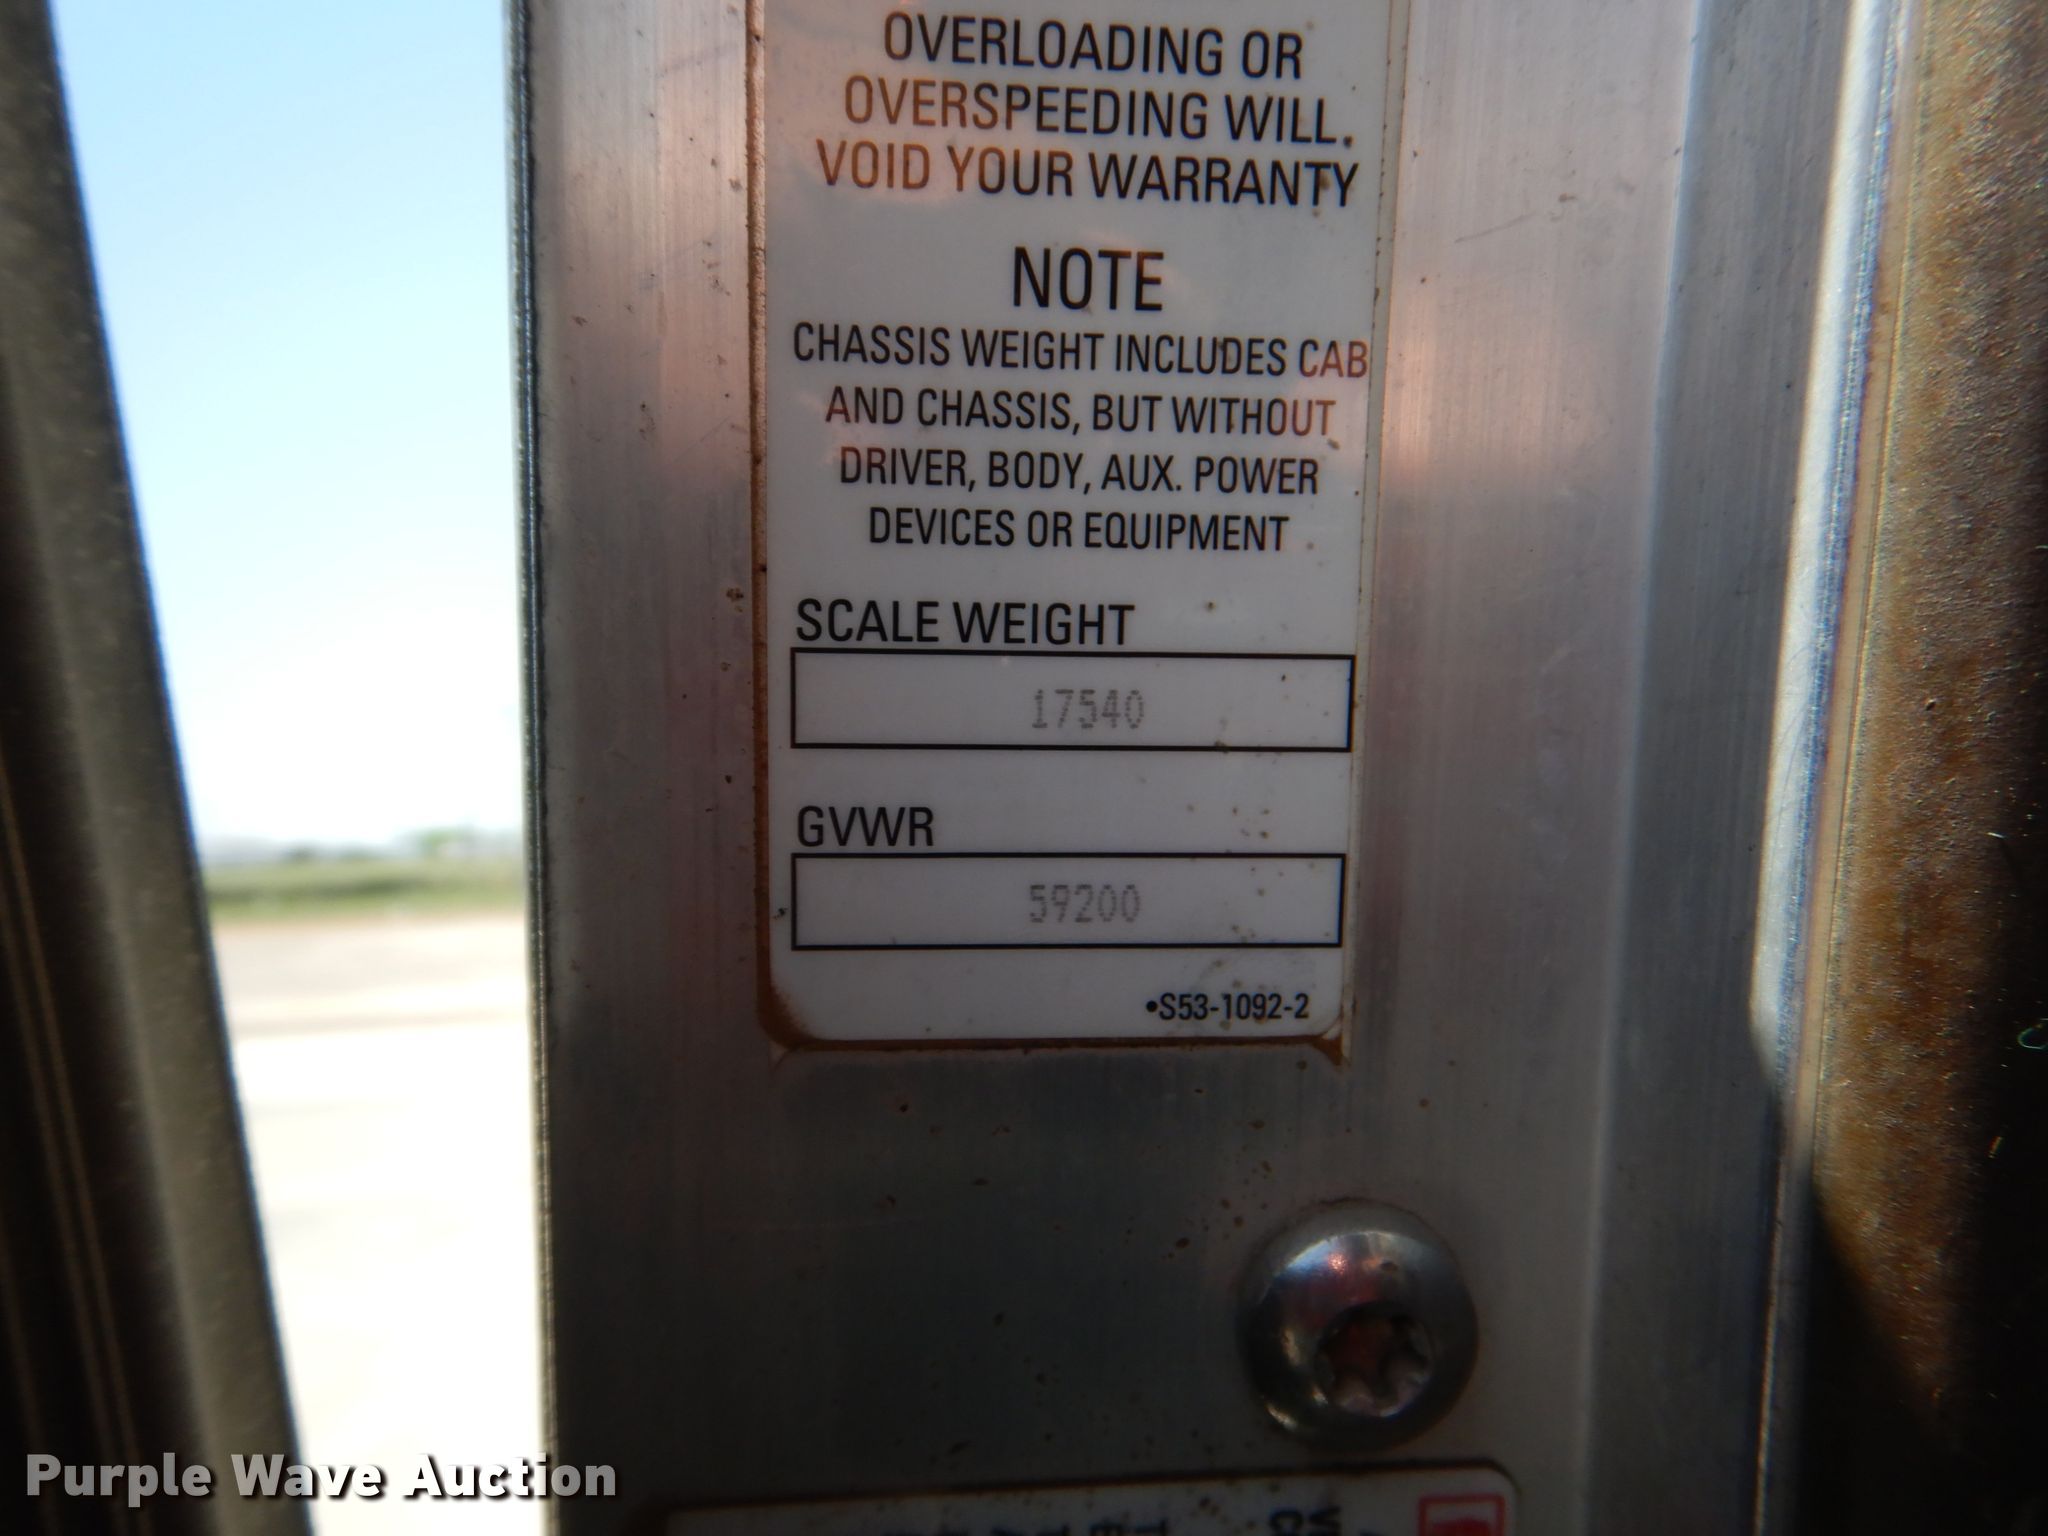 OVERLOADING OR
OVERSPEEDING WILL
VOID YOUR WARRANTY
NOTE
CHASSIS WEIGHT INCLUDES CAB
AND CHASSIS, BUT WITHOUT
DRIVER, BODY, AUX. POWER
DEVICES OR EQUIPMENT
SCALE WEIGHT
17540
GVWR
59200
•S53-1092-2
Purple Wave Auction